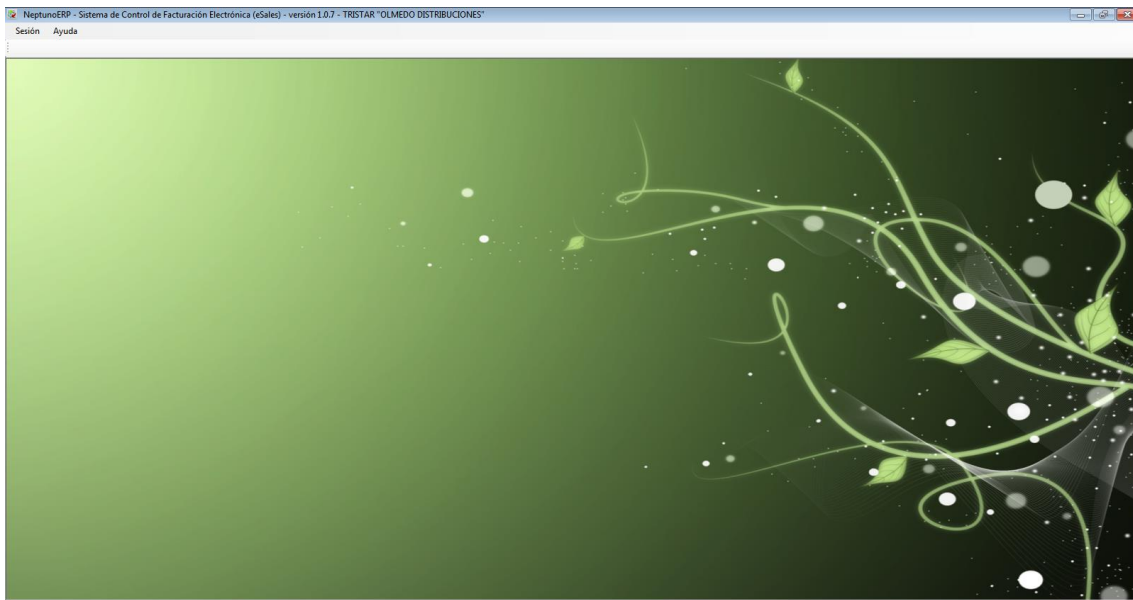 NeptunoERP - Sistema de Control de Facturación Electrónica (eSales) - versión 1.0.7 - TRISTAR "OLMEDO DISTRIBUCIONES"
Sesión Ayuda